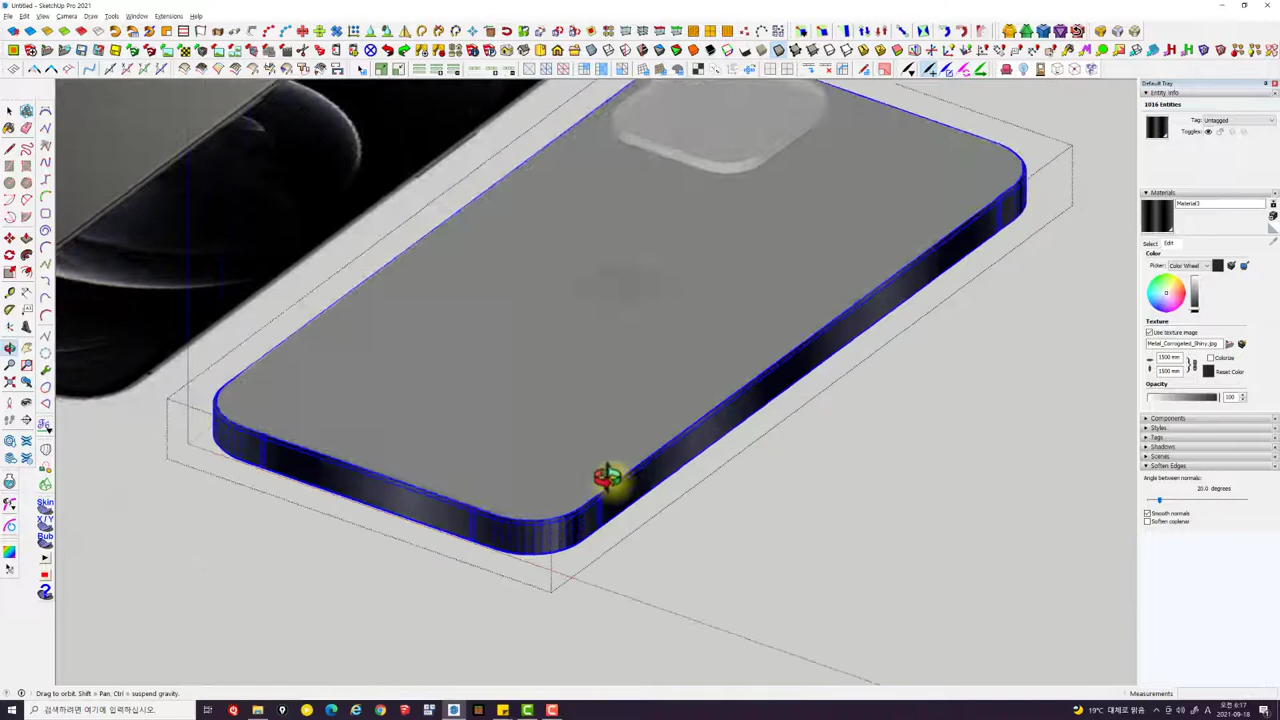 Untitled - SketchUp Pro 2021
File Edit View Camera Draw Tools Window Extensions Help
Default Tray
Entity Info
1016 Entities
Tag: Untagged
Toggles:
Materials
Material3
Select Edit
Color
Picker: Color Wheel
Texture
Use texture image
Metal_Corrogated_Shiny.jpg
1500 mm Colorize
1500 mm Reset Color
Opacity
100
Components
Styles
Tags
Shadows
Scenes
Soften Edges
Angle between normals:
20.0 degrees
Smooth normals
Soften coplanar
Skin
X/Y
Bub
Drag to orbit. Shift = Pan, Ctrl = suspend gravity.
Measurements
검색하려면 여기에 입력하십시오.
19°C 대체로 맑음
A
오전 6:17
2021-09-18